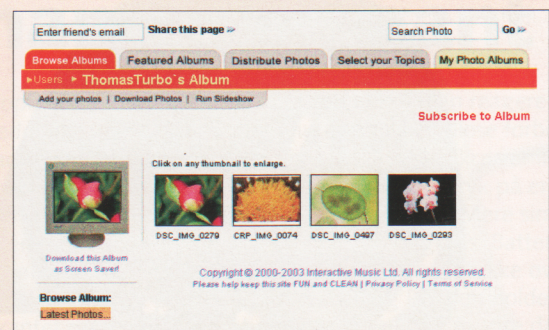 Enter friend's email Share this page >> Search Photo Go >>
Browse Albums Featured Albums Distribute Photos Select your Topics My Photo Albums
Users ThomasTurbo`s Album
Add your photos | Download Photos | Run Slideshow
Subscribe to Album
Click on any thumbnail to enlarge.
DSC_IMG_0279 CRP_IMG_0074 DSC_IMG_0497 DSC_IMG_0293
Download this Album
as Screen Saver!
Copyright © 2000-2003 Interactive Music Ltd. All rights reserved.
Please help keep this site FUN and CLEAN | Privacy Policy | Terms of Service
Browse Album:
Latest Photos...